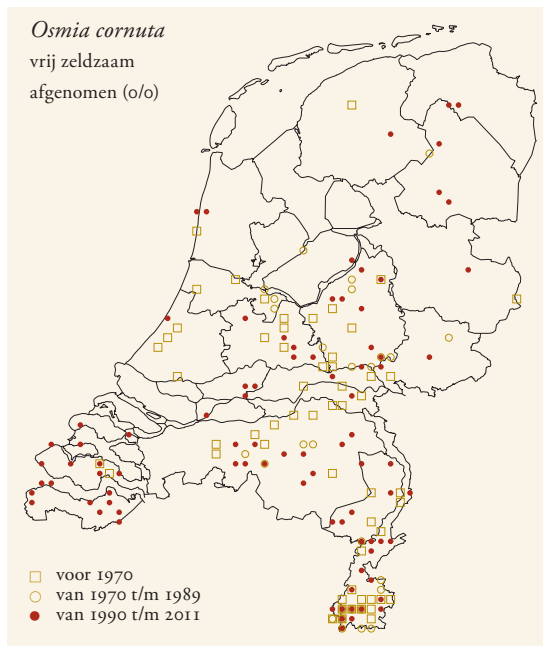 Osmia cornuta
vrij zeldzaam
afgenomen (0/0)
voor 1970
van 1970 t/m 1989
van 1990 t/m 2011